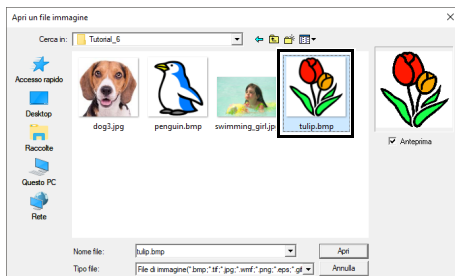 Apri un file immagine
Cerca in:
Tutorial_6
Accesso rapido
Desktop
Raccolte
Questo PC
Rete
dog3.jpg
penguin.bmp
swimming_girl.jpg
tulip.bmp
Anteprima
Nome file:
tulip.bmp
Apri
Tipo file:
File di immagine(*.bmp;*.tif;*.jpg;*.wmf;*.png;*.eps;*.gif
Annulla